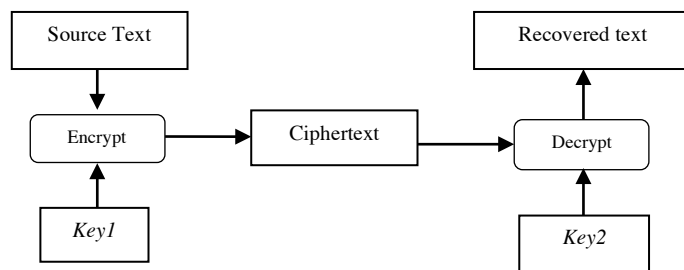 Source Text
Recovered text
Encrypt
Ciphertext
Decrypt
Key1
Key2